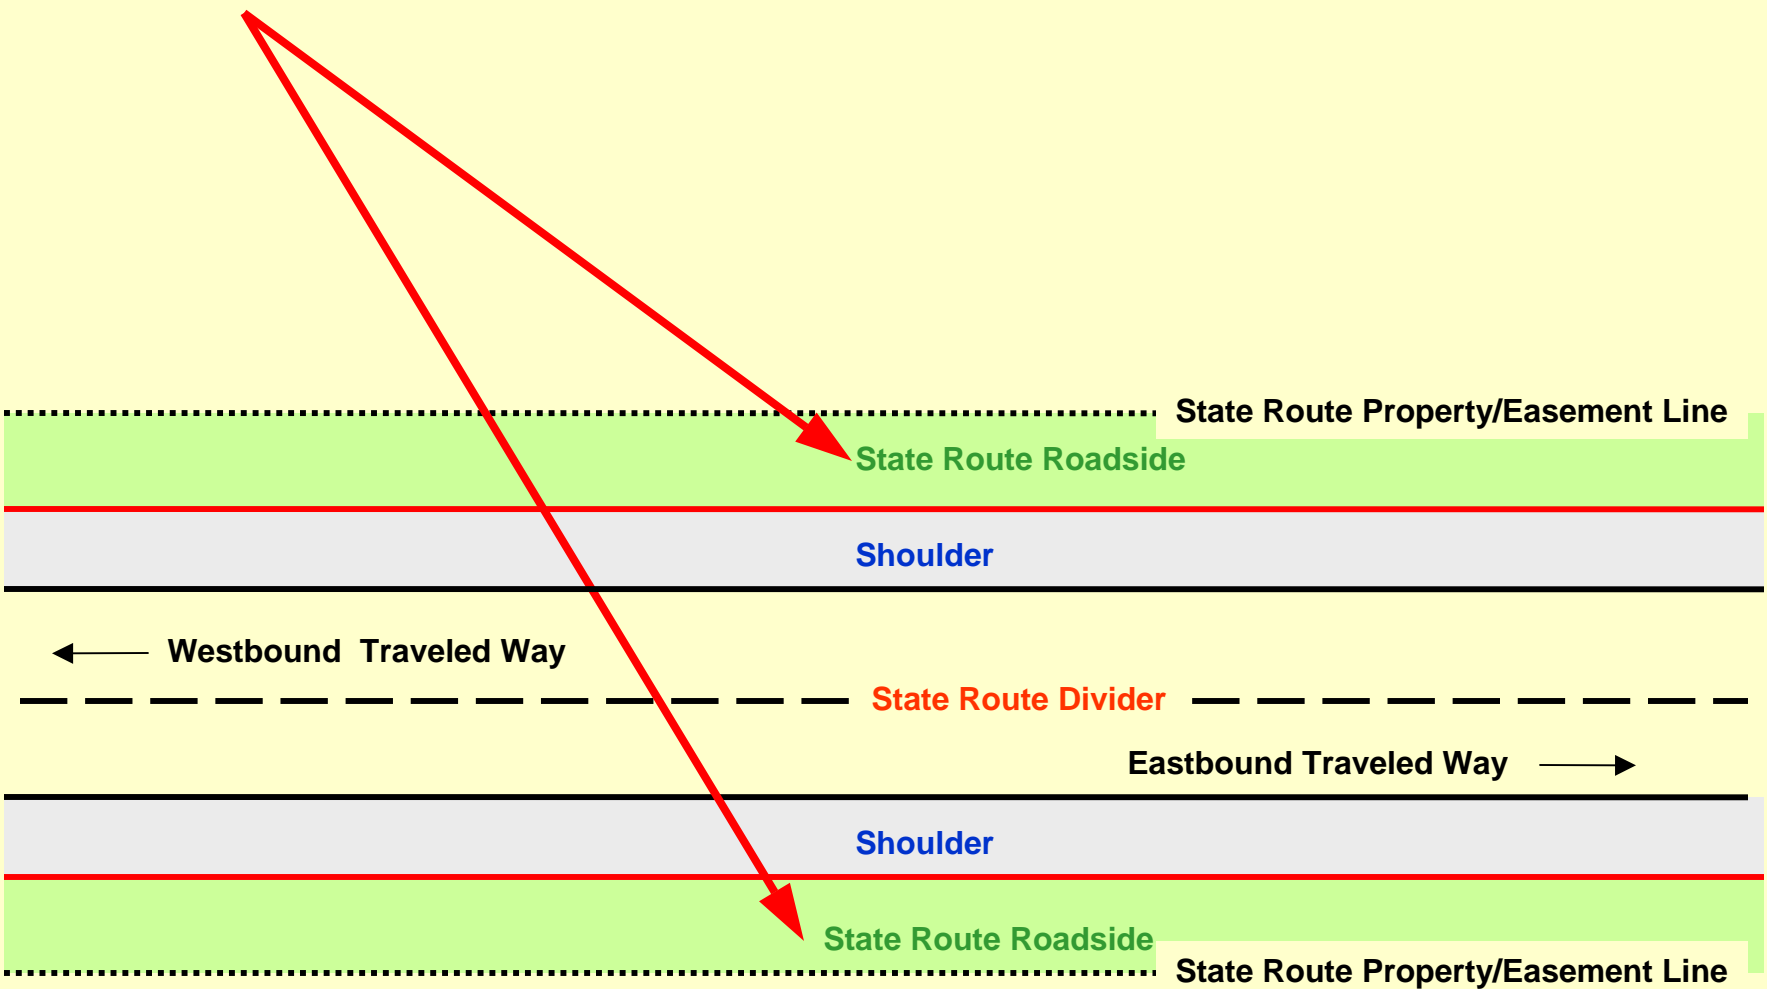 State Route Property/Easement Line
State Route Roadside
Shoulder
Westbound  Traveled Way
State Route Divider
Eastbound Traveled Way
Shoulder
State Route Roadside
State Route Property/Easement Line